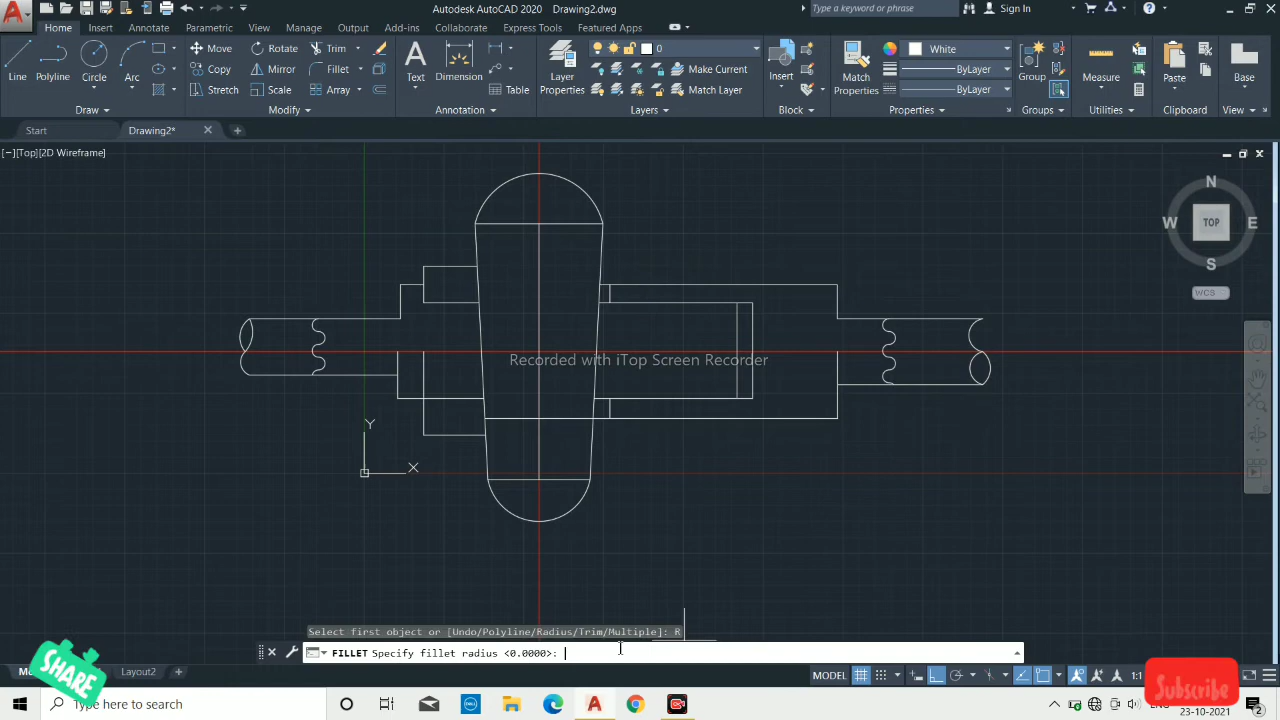 Autodesk AutoCAD 2020 Drawing2.dwg
Type a keyword or phrase
Sign In
Home Insert Annotate Parametric View Manage Output Add-ins Collaborate Express Tools Featured Apps
Move Rotate Trim
0
White
Line Polyline Circle Arc
Copy Mirror Fillet
Text Dimension
Layer Properties
Make Current
Insert
Match Properties
ByLayer
Group
Measure
Paste
Base
Stretch Scale Array
Table
Match Layer
ByLayer
Draw Modify Annotation Layers Block Properties Groups Utilities Clipboard View
Start Drawing2*
[−][Top][2D Wireframe]
N
W TOP E
S
WCS
Recorded with iTop Screen Recorder
Y
X
Select first object or [Undo/Polyline/Radius/Trim/Multiple]: R
FILLET Specify fillet radius <0.0000>:
SHARE
Layout2
MODEL
1:1
Subscribe
Type here to search
23-10-2021
2